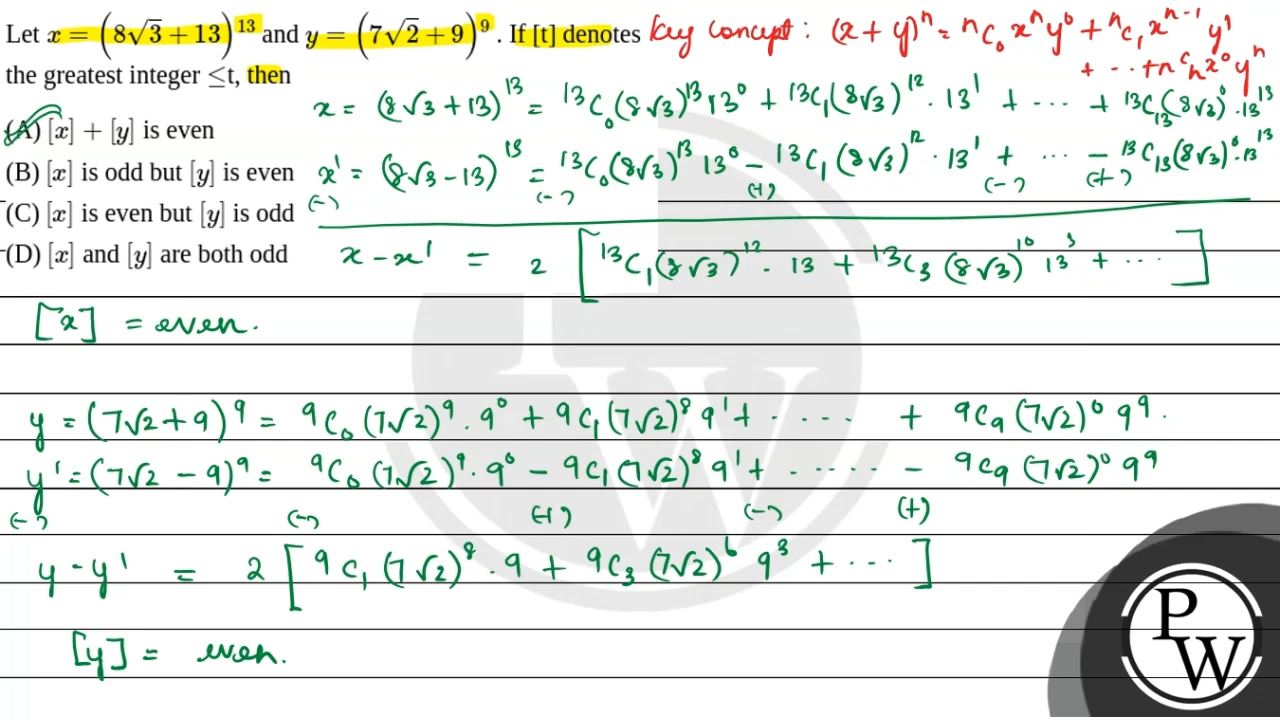 Let x = (8√3 + 13)^13 and y = (7√2 + 9)^9. If [t] denotes
the greatest integer ≤t, then
(A) [x] + [y] is even
(B) [x] is odd but [y] is even
(C) [x] is even but [y] is odd
(D) [x] and [y] are both odd
Key concept : (x + y)^n = nC₀ x^n y^0 + nC₁ x^(n-1) y^1
+ ... + nCn x^0 y^n
x = (8√3 + 13)^13 = 13C₀ (8√3)^13 13^0 + 13C₁ (8√3)^12 . 13^1 + ... + 13C₁₃ (8√3)^0 . 13^13
x' = (8√3 - 13)^13 = 13C₀ (8√3)^13 13^0 - 13C₁ (8√3)^12 . 13^1 + ... - 13C₁₃ (8√3)^0 . 13^13
(-) (-) (+) (-) (+)
x - x' = 2 [ 13C₁ (8√3)^12 . 13 + 13C₃ (8√3)^10 13^3 + ... ]
[x] = even.
y = (7√2 + 9)^9 = 9C₀ (7√2)^9 . 9^0 + 9C₁ (7√2)^8 9^1 + ..... + 9C₉ (7√2)^0 9^9.
y' = (7√2 - 9)^9 = 9C₀ (7√2)^9 . 9^0 - 9C₁ (7√2)^8 9^1 + ...... - 9C₉ (7√2)^0 9^9
(-) (-) (+) (-) (+)
y - y' = 2 [ 9C₁ (7√2)^8 . 9 + 9C₃ (7√2)^6 9^3 + ... ]
[y] = even.
P
W